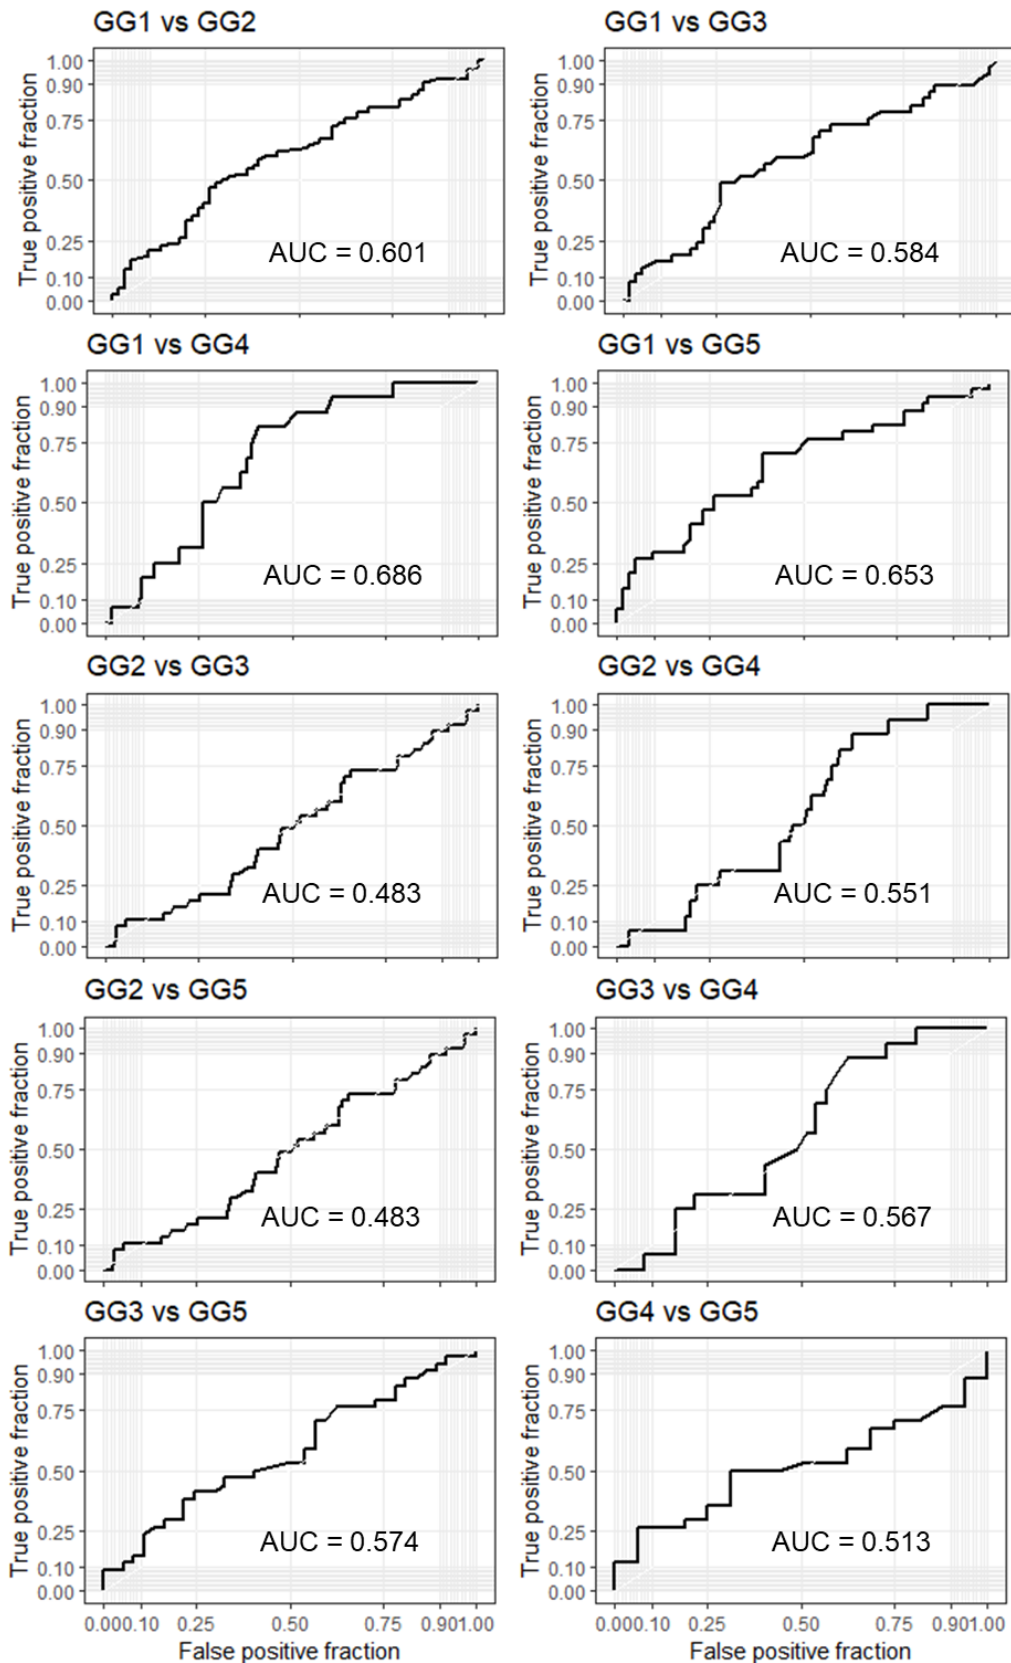 GG1 vs GG2
GG1 vs GG3
True positive fraction
1.00
0.90
0.75
0.50
0.25
0.10
0.00
AUC = 0.601
True positive fraction
1.00
0.90
0.75
0.50
0.25
0.10
0.00
AUC = 0.584
GG1 vs GG4
GG1 vs GG5
True positive fraction
1.00
0.90
0.75
0.50
0.25
0.10
0.00
AUC = 0.686
True positive fraction
1.00
0.90
0.75
0.50
0.25
0.10
0.00
AUC = 0.653
GG2 vs GG3
GG2 vs GG4
True positive fraction
1.00
0.90
0.75
0.50
0.25
0.10
0.00
AUC = 0.483
True positive fraction
1.00
0.90
0.75
0.50
0.25
0.10
0.00
AUC = 0.551
GG2 vs GG5
GG3 vs GG4
True positive fraction
1.00
0.90
0.75
0.50
0.25
0.10
0.00
AUC = 0.483
True positive fraction
1.00
0.90
0.75
0.50
0.25
0.10
0.00
AUC = 0.567
GG3 vs GG5
GG4 vs GG5
True positive fraction
1.00
0.90
0.75
0.50
0.25
0.10
0.00
AUC = 0.574
0.00 0.10 0.25 0.50 0.75 0.90 1.00
False positive fraction
True positive fraction
1.00
0.90
0.75
0.50
0.25
0.10
0.00
AUC = 0.513
0.00 0.10 0.25 0.50 0.75 0.90 1.00
False positive fraction